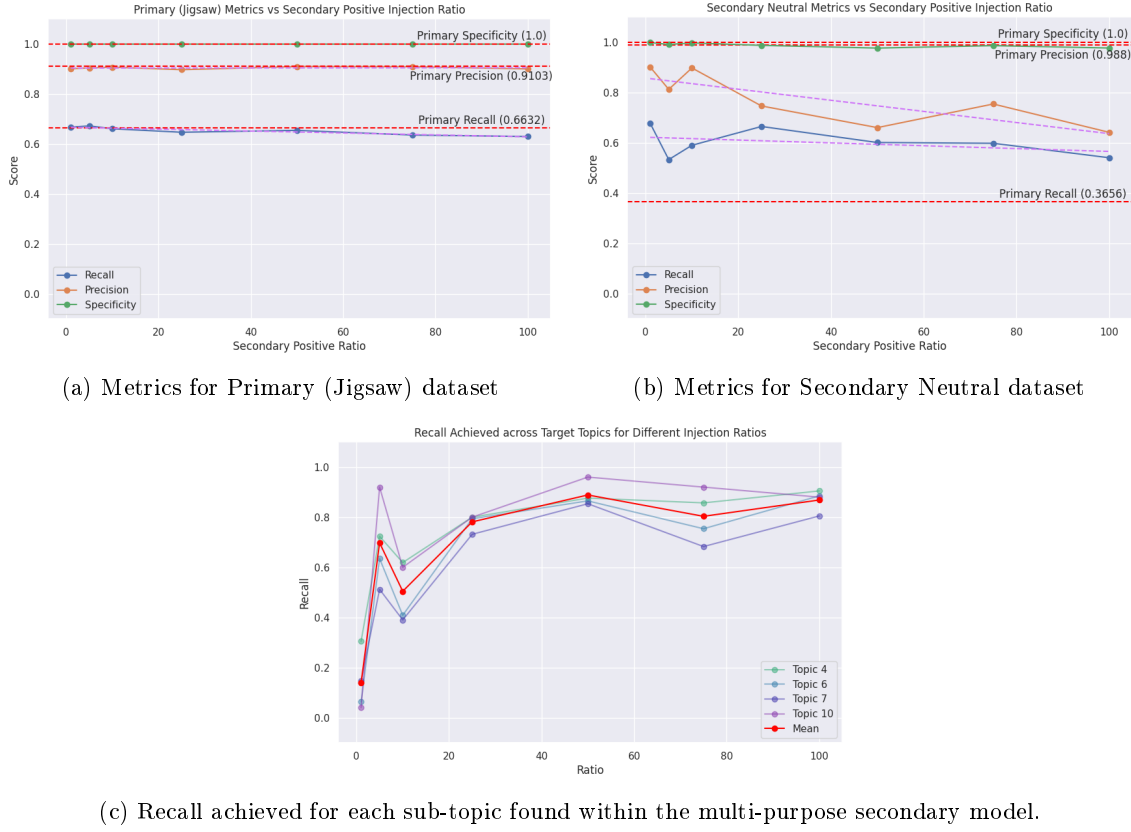 Primary (Jigsaw) Metrics vs Secondary Positive Injection Ratio
1.0
0.8
0.6
0.4
0.2
0.0
Score
Primary Specificity (1.0)
Primary Precision (0.9103)
Primary Recall (0.6632)
Recall
Precision
Specificity
0 20 40 60 80 100
Secondary Positive Ratio
(a) Metrics for Primary (Jigsaw) dataset
Secondary Neutral Metrics vs Secondary Positive Injection Ratio
1.0
0.8
0.6
0.4
0.2
0.0
Score
Primary Specificity (1.0)
Primary Precision (0.988)
Primary Recall (0.3656)
Recall
Precision
Specificity
0 20 40 60 80 100
Secondary Positive Ratio
(b) Metrics for Secondary Neutral dataset
Recall Achieved across Target Topics for Different Injection Ratios
1.0
0.8
0.6
0.4
0.2
0.0
Recall
Topic 4
Topic 6
Topic 7
Topic 10
Mean
0 20 40 60 80 100
Ratio
(c) Recall achieved for each sub-topic found within the multi-purpose secondary model.